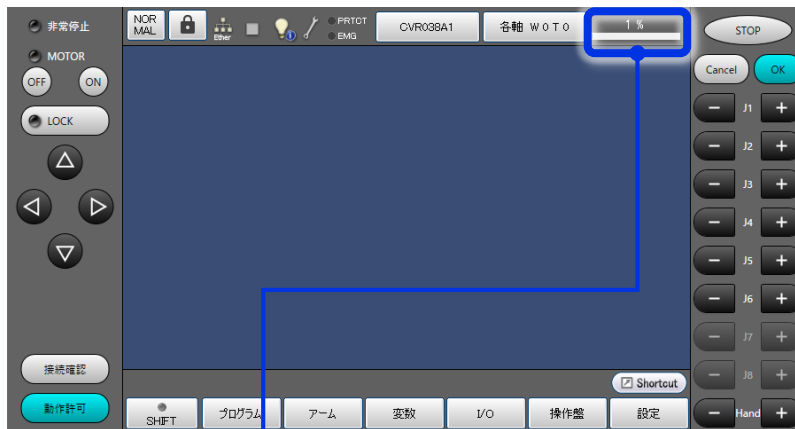 非常停止
NOR
MAL
Ether
PRTCT
EMG
CVR038A1
各軸 W0T0
1 %
STOP
MOTOR
OFF
ON
Cancel
OK
LOCK
J1
J2
J3
J4
J5
J6
J7
J8
Hand
接続確認
動作許可
Shortcut
SHIFT
プログラム
アーム
変数
I/O
操作盤
設定